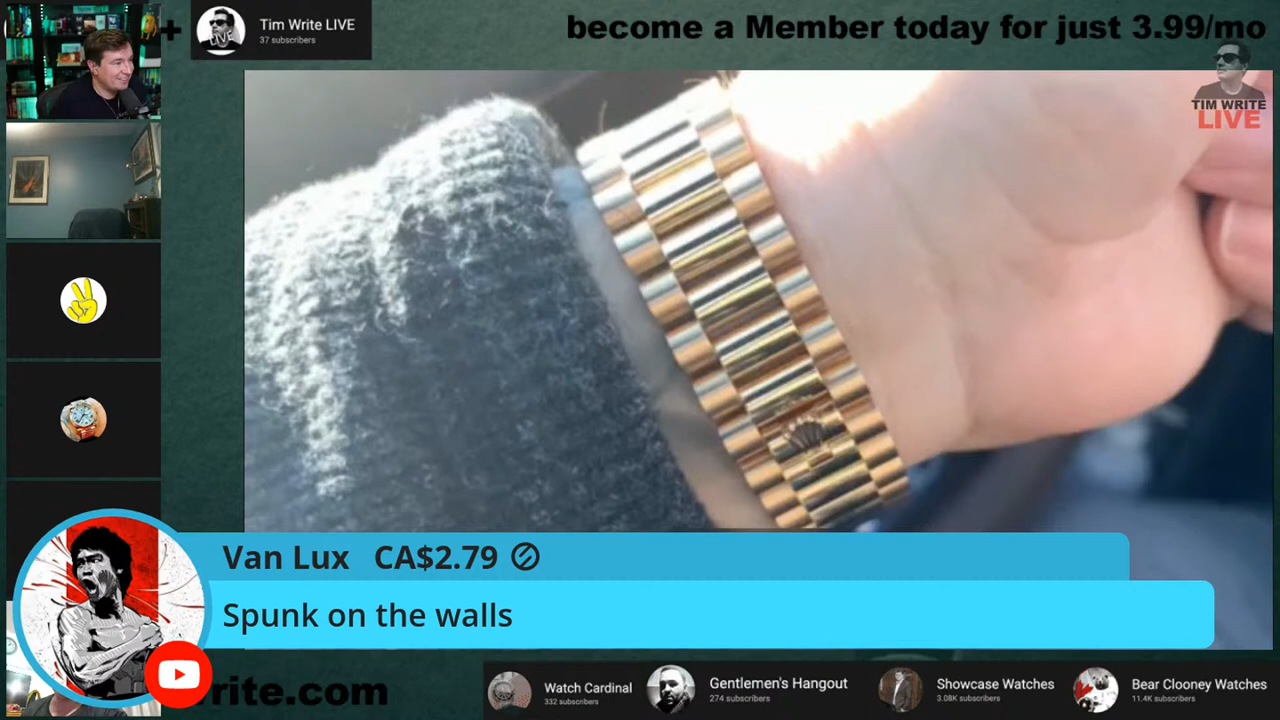 Tim Write LIVE
37 subscribers
become a Member today for just 3.99/mo
TIM WRITE
LIVE
Van Lux CA$2.79
Spunk on the walls
rite.com
Watch Cardinal
332 subscribers
Gentlemen's Hangout
274 subscribers
Showcase Watches
3.08K subscribers
Bear Clooney Watches
11.4K subscribers